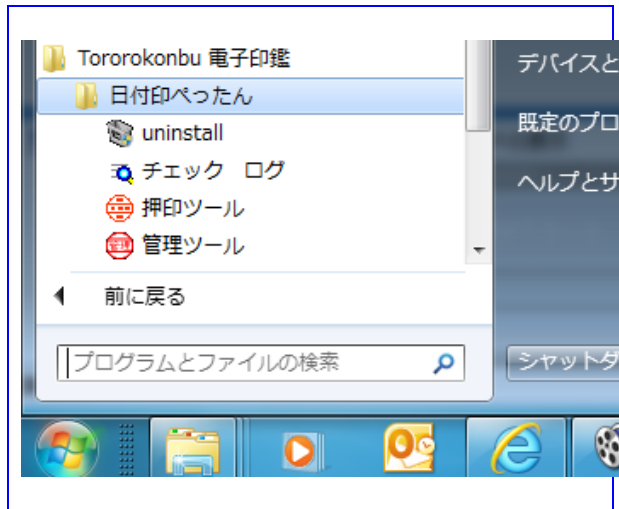 Tororokonbu 電子印鑑
日付印ぺったん
uninstall
チェック ログ
押印ツール
管理ツール
前に戻る
プログラムとファイルの検索
デバイスと
既定のプロ
ヘルプとサ
シャットダ